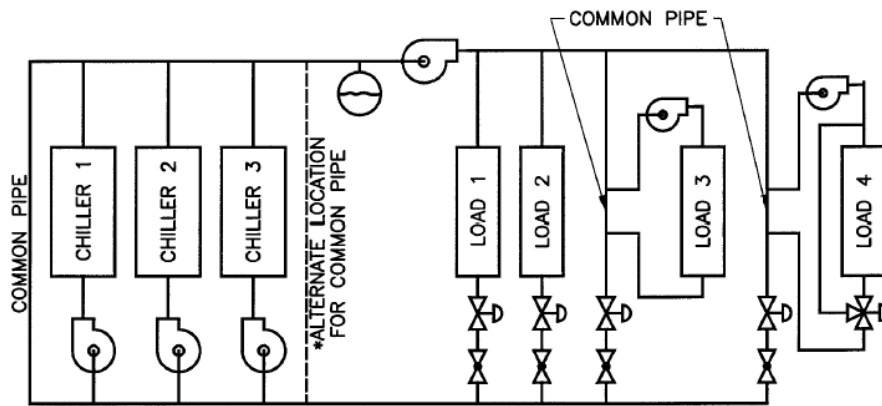 COMMON PIPE
COMMON PIPE
CHILLER 1
CHILLER 2
CHILLER 3
*ALTERNATE LOCATION
FOR COMMON PIPE
LOAD 1
LOAD 2
LOAD 3
LOAD 4